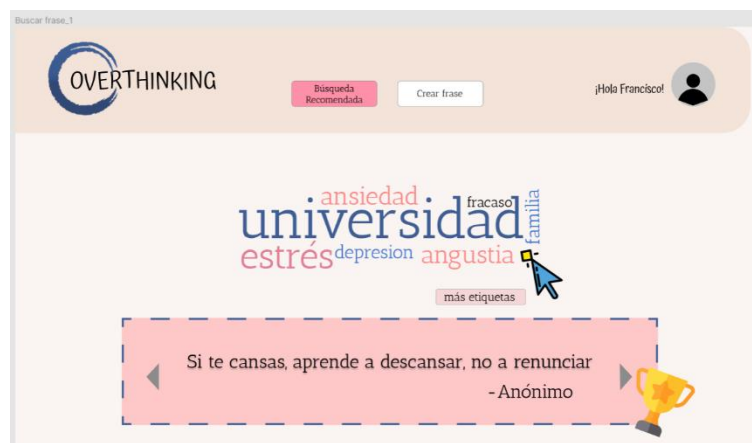 Buscar frase_1
OVERTHINKING
Búsqueda
Recomendada
Crear frase
¡Hola Francisco!
ansiedad
fracaso
universidad
familia
estrés
depresion
angustia
más etiquetas
Si te cansas, aprende a descansar, no a renunciar
-Anónimo